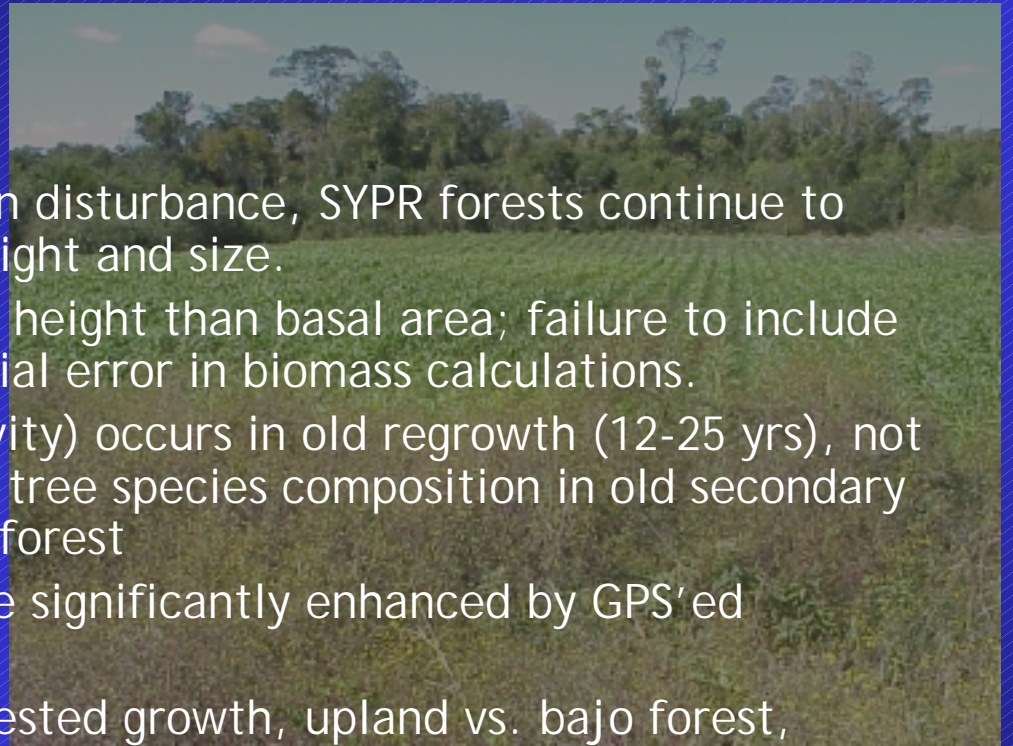 n disturbance, SYPR forests continue to
ight and size.
height than basal area; failure to include
ial error in biomass calculations.
vity) occurs in old regrowth (12-25 yrs), not
tree species composition in old secondary
forest
e significantly enhanced by GPS'ed
ested growth, upland vs. bajo forest,